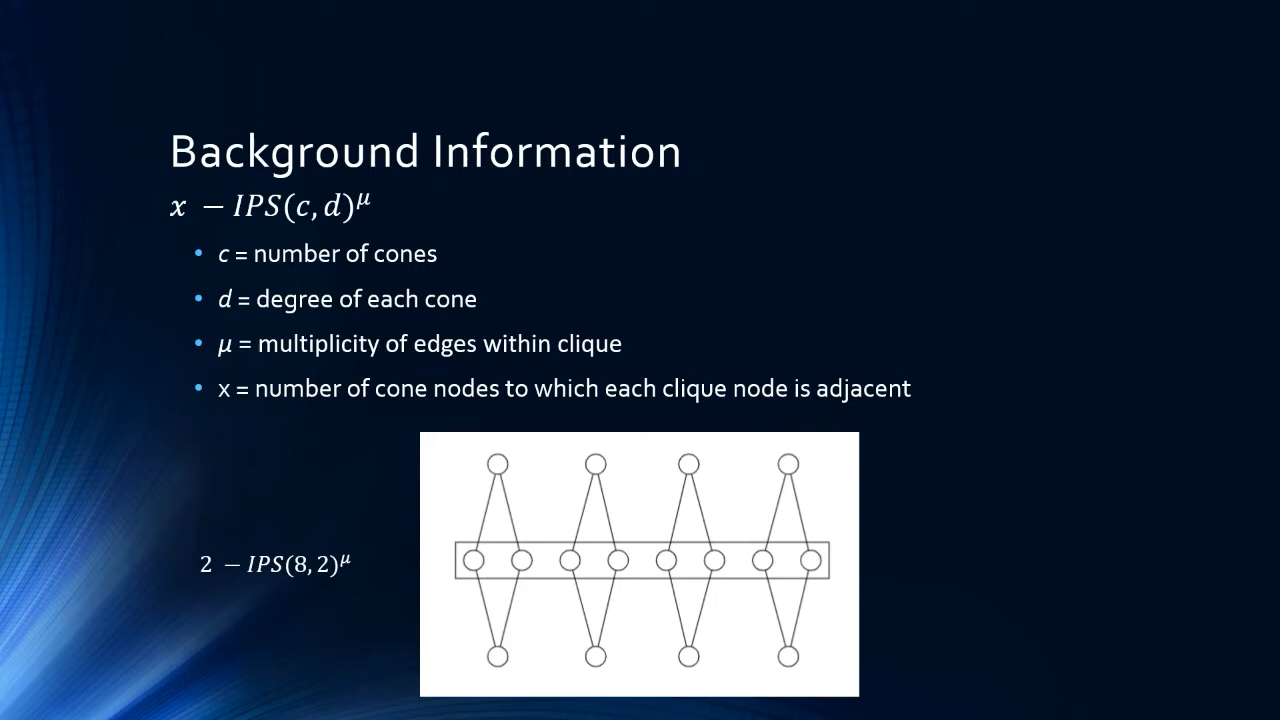 Background Information
x − IPS(c, d)^μ
• c = number of cones
• d = degree of each cone
• μ = multiplicity of edges within clique
• x = number of cone nodes to which each clique node is adjacent
2 − IPS(8, 2)^μ